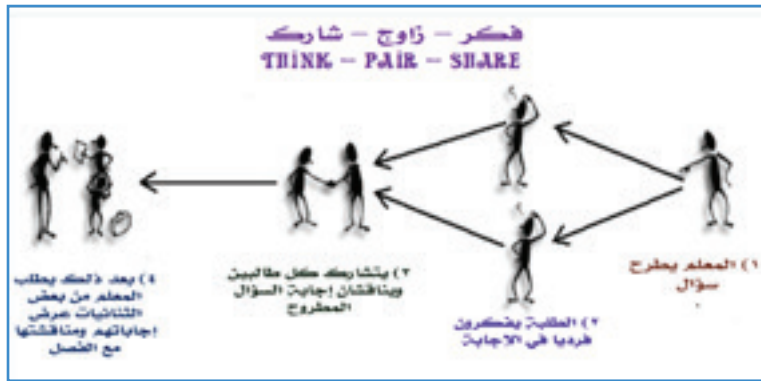 فكر – زاوج – شارك
THINK – PAIR – SHARE
١) المعلم يطرح
سؤال
٢) الطلبة يفكرون
فرديا في الاجابة
٣) يتشارك كل طالبين
ويناقشان إجابة السؤال
المطروح
٤) بعد ذلك يطلب
المعلم من بعض
الثنائيات عرض
إجاباتهم ومناقشتها
مع الفصل